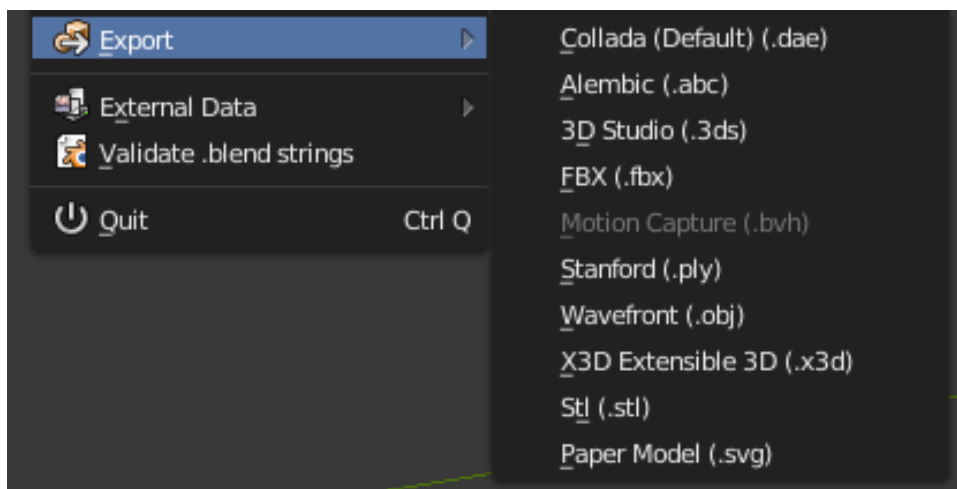 Export
External Data
Validate .blend strings
Quit Ctrl Q
Collada (Default) (.dae)
Alembic (.abc)
3D Studio (.3ds)
FBX (.fbx)
Motion Capture (.bvh)
Stanford (.ply)
Wavefront (.obj)
X3D Extensible 3D (.x3d)
Stl (.stl)
Paper Model (.svg)